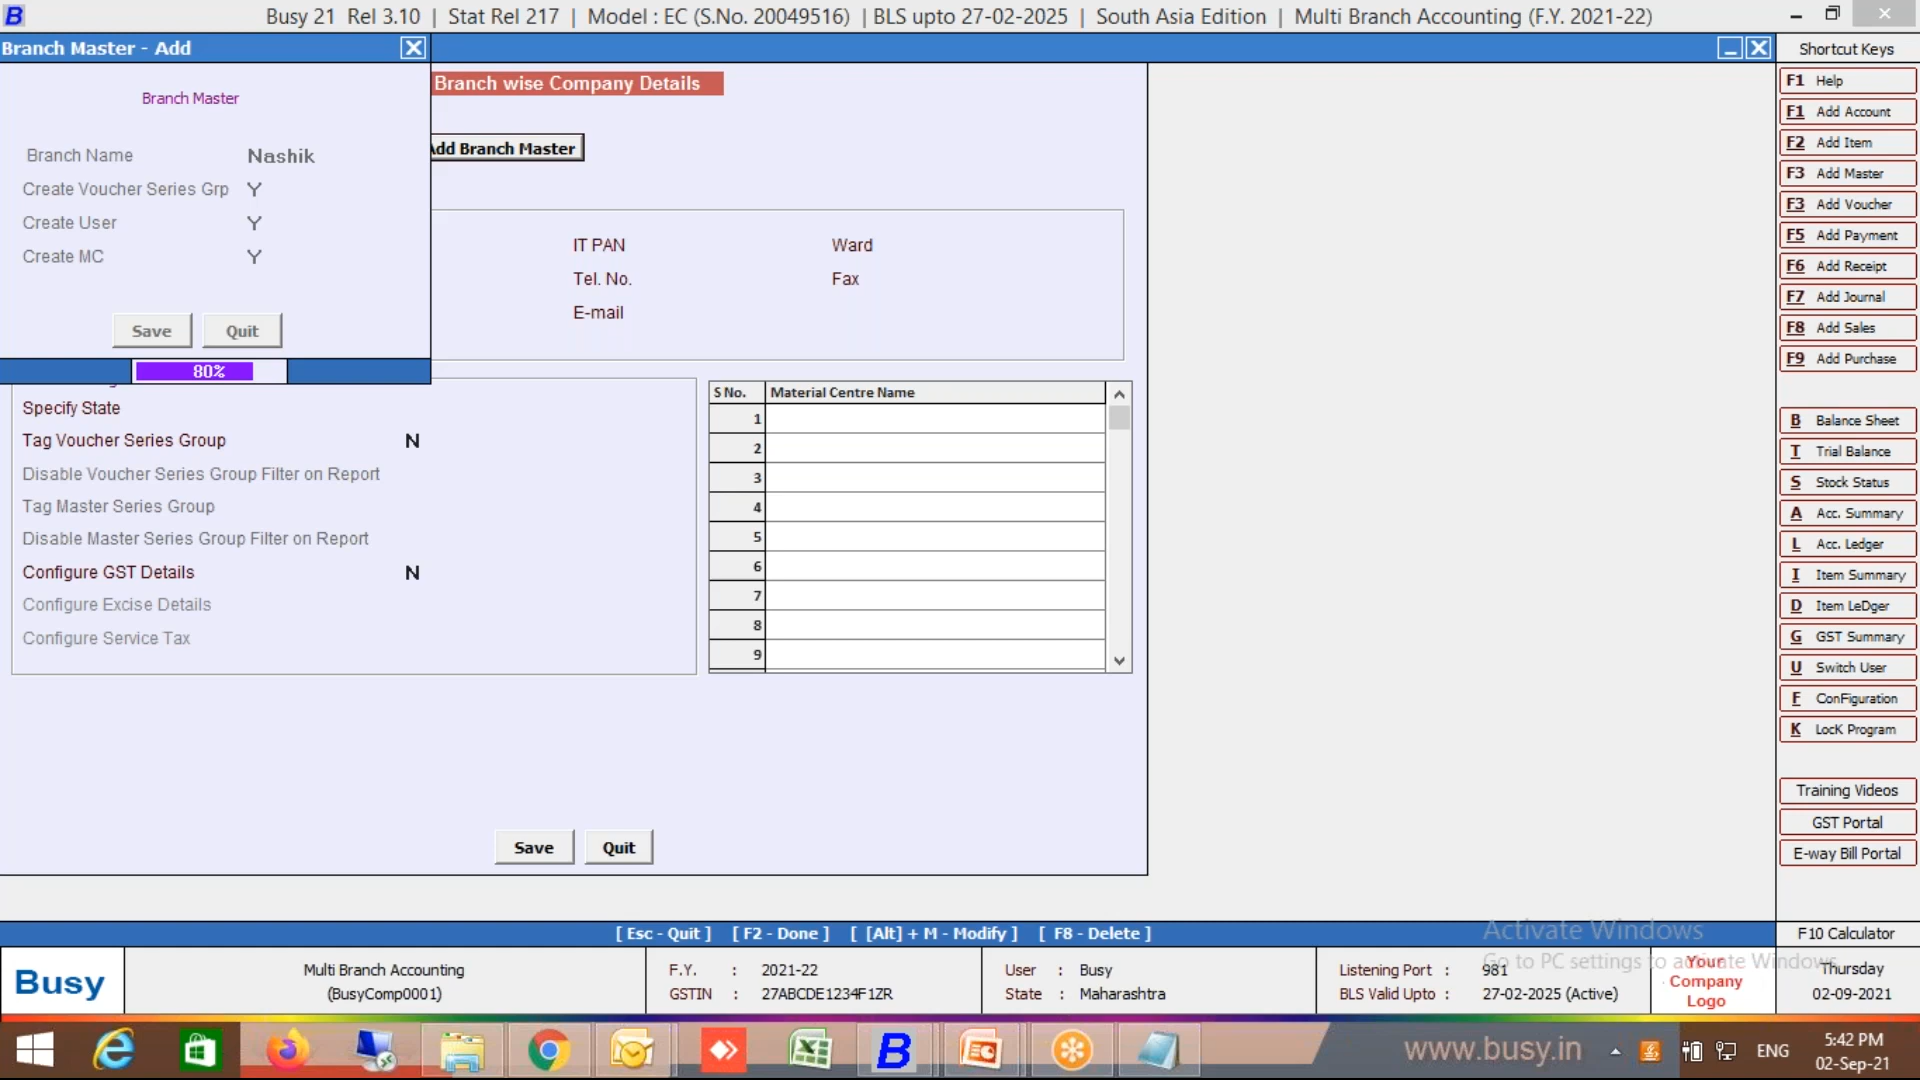 Busy 21 Rel 3.10 | Stat Rel 217 | Model : EC (S.No. 20049516) | BLS upto 27-02-2025 | South Asia Edition | Multi Branch Accounting (F.Y. 2021-22)
Branch Master - Add
Shortcut Keys
Branch Master
Branch Name Nashik
Create Voucher Series Grp Y
Create User Y
Create MC Y
Save Quit
80%
Branch wise Company Details
Add Branch Master
IT PAN Ward
Tel. No. Fax
E-mail
Specify State
Tag Voucher Series Group N
Disable Voucher Series Group Filter on Report
Tag Master Series Group
Disable Master Series Group Filter on Report
Configure GST Details N
Configure Excise Details
Configure Service Tax
S No. Material Centre Name
1
2
3
4
5
6
7
8
9
Save Quit
F1 Help
F1 Add Account
F2 Add Item
F3 Add Master
F3 Add Voucher
F5 Add Payment
F6 Add Receipt
F7 Add Journal
F8 Add Sales
F9 Add Purchase
B Balance Sheet
T Trial Balance
S Stock Status
A Acc. Summary
L Acc. Ledger
I Item Summary
D Item LeDger
G GST Summary
U Switch User
F ConFiguration
K LocK Program
Training Videos
GST Portal
E-way Bill Portal
[ Esc - Quit ] [ F2 - Done ] [ [Alt] + M - Modify ] [ F8 - Delete ]
F10 Calculator
Activate Windows
Go to PC settings to activate Windows.
Busy
Multi Branch Accounting
(BusyComp0001)
F.Y. : 2021-22
GSTIN : 27ABCDE1234F1ZR
User : Busy
State : Maharashtra
Listening Port : 981
BLS Valid Upto : 27-02-2025 (Active)
Your
Company
Logo
Thursday
02-09-2021
www.busy.in
ENG
5:42 PM
02-Sep-21